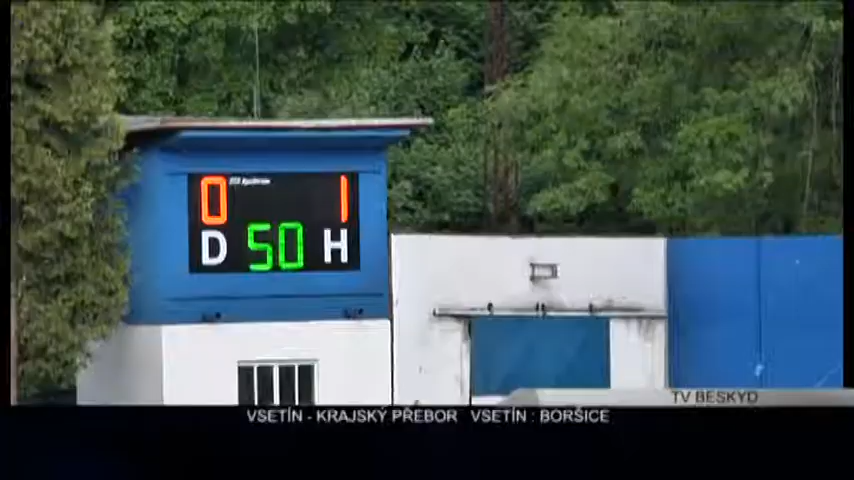 0 1
D 50 H
TV BESKYD
VSETÍN - KRAJSKÝ PŘEBOR VSETÍN : BORŠICE